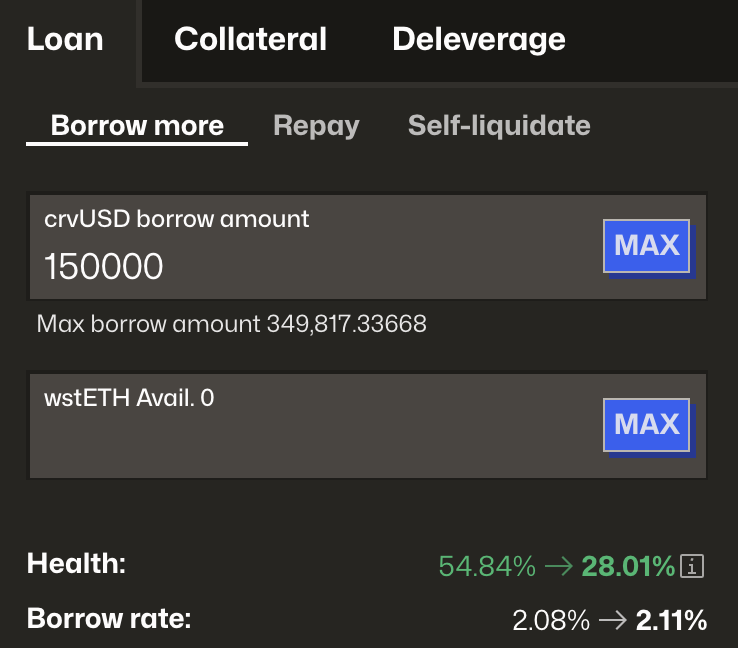 Loan Collateral Deleverage
Borrow more Repay Self-liquidate
crvUSD borrow amount
150000
MAX
Max borrow amount 349,817.33668
wstETH Avail. 0
MAX
Health: 54.84% → 28.01% i
Borrow rate: 2.08% → 2.11%